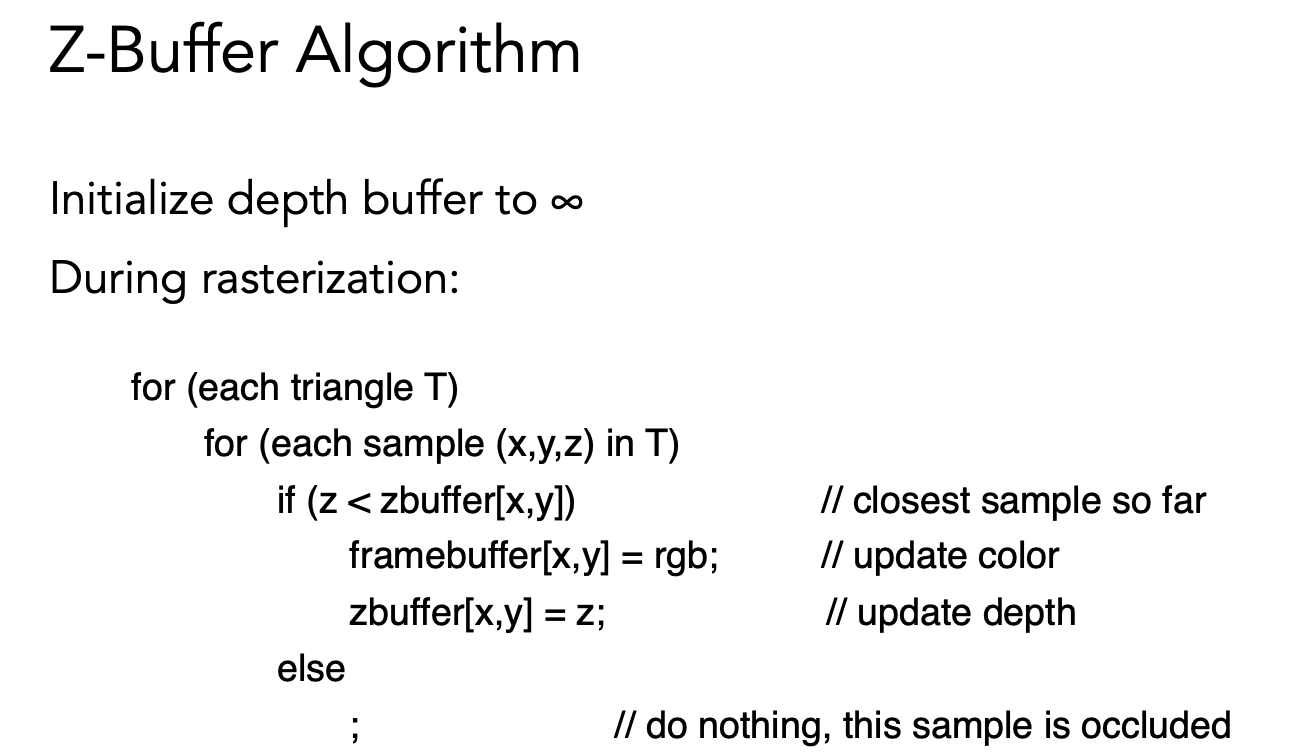 Z-Buffer Algorithm
Initialize depth buffer to ∞
During rasterization:
for (each triangle T)
for (each sample (x,y,z) in T)
if (z < zbuffer[x,y]) // closest sample so far
framebuffer[x,y] = rgb; // update color
zbuffer[x,y] = z; // update depth
else
; // do nothing, this sample is occluded